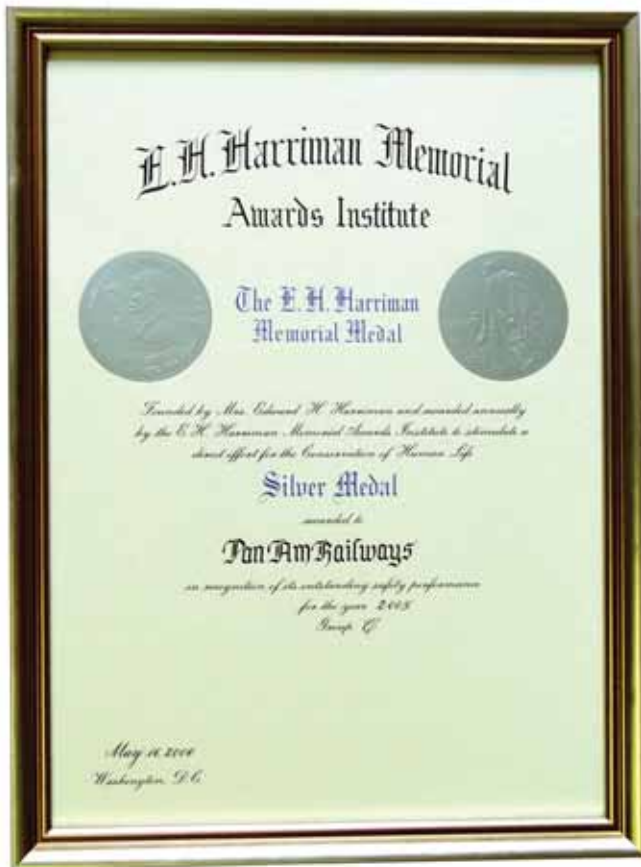 E.H. Harriman Memorial
Awards Institute
The E.H. Harriman
Memorial Medal
Founded by Mrs. Edward H. Harriman and awarded annually
by the E. H. Harriman Memorial Awards Institute to stimulate a
direct effort for the Conservation of Human Life
Silver Medal
awarded to
Pan Am Railways
in recognition of its outstanding safety performance
for the year
Group
May
Washington, D.C.